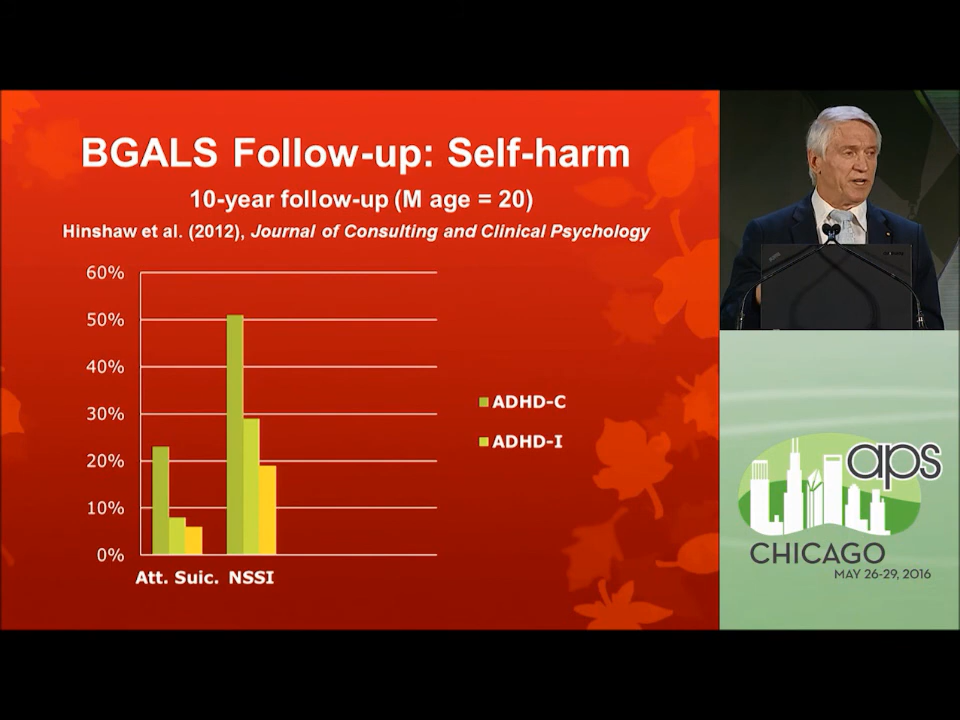 BGALS Follow-up: Self-harm
10-year follow-up (M age = 20)
Hinshaw et al. (2012), Journal of Consulting and Clinical Psychology
60%
50%
40%
30%
20%
10%
0%
Att. Suic. NSSI
ADHD-C
ADHD-I
aps
CHICAGO
MAY 26-29, 2016